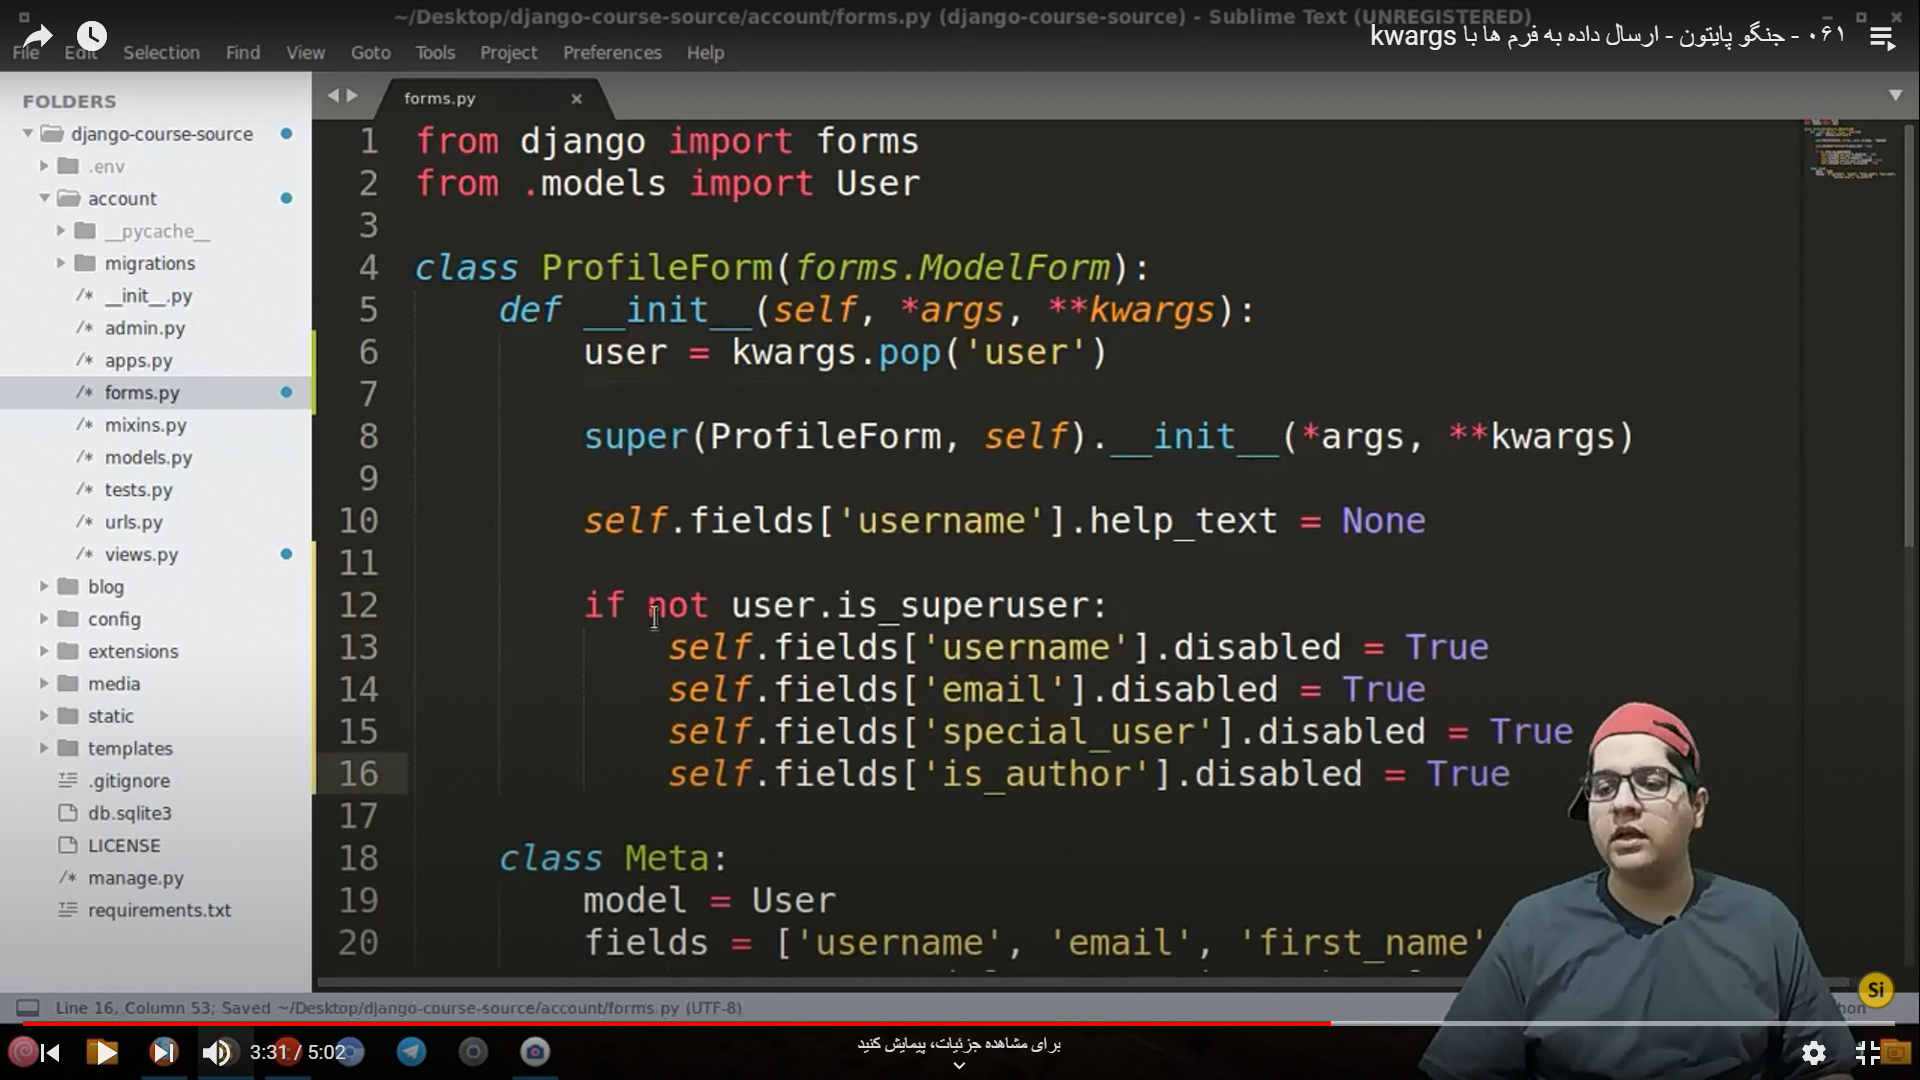 ~/Desktop/django-course-source/account/forms.py (django-course-source) - Sublime Text (UNREGISTERED)
۰۶۱ - جنگو پایتون - ارسال داده به فرم ها با kwargs
File Edit Selection Find View Goto Tools Project Preferences Help
FOLDERS
django-course-source
.env
account
__pycache__
migrations
/* __init__.py
/* admin.py
/* apps.py
/* forms.py
/* mixins.py
/* models.py
/* tests.py
/* urls.py
/* views.py
blog
config
extensions
media
static
templates
.gitignore
db.sqlite3
LICENSE
/* manage.py
requirements.txt
forms.py
1 from django import forms
2 from .models import User
3
4 class ProfileForm(forms.ModelForm):
5 def __init__(self, *args, **kwargs):
6 user = kwargs.pop('user')
7
8 super(ProfileForm, self).__init__(*args, **kwargs)
9
10 self.fields['username'].help_text = None
11
12 if not user.is_superuser:
13 self.fields['username'].disabled = True
14 self.fields['email'].disabled = True
15 self.fields['special_user'].disabled = True
16 self.fields['is_author'].disabled = True
17
18 class Meta:
19 model = User
20 fields = ['username', 'email', 'first_name'
Si
Line 16, Column 53; Saved ~/Desktop/django-course-source/account/forms.py (UTF-8)
3:31 / 5:02
برای مشاهده جزئیات، پیمایش کنید